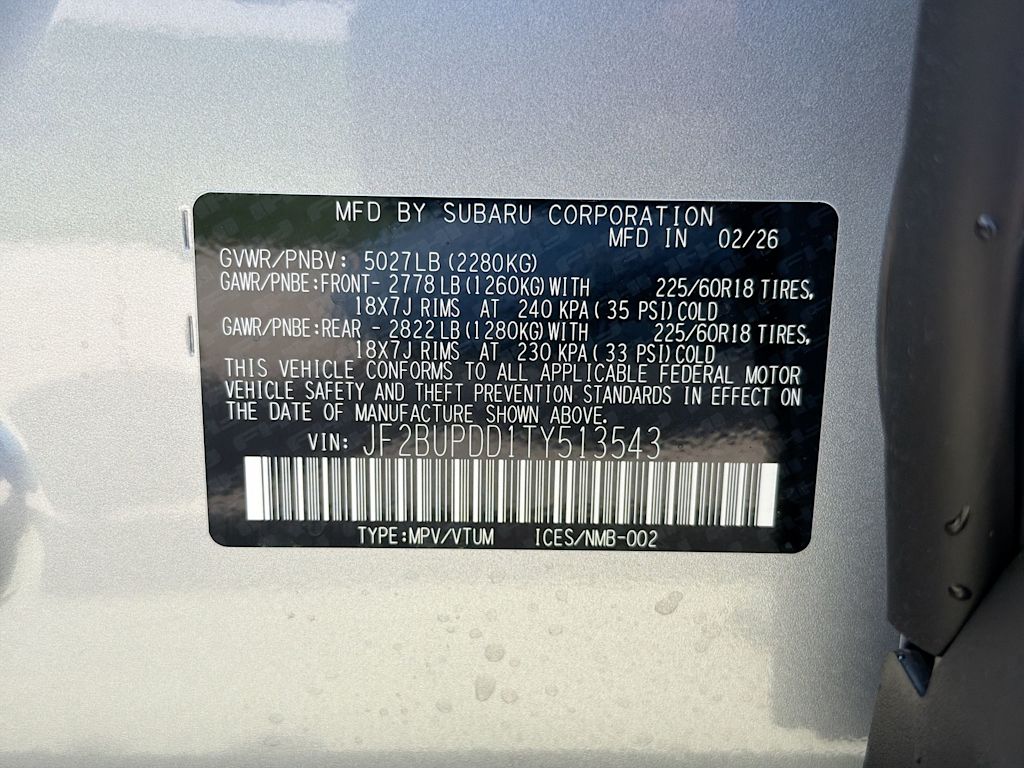 MFD BY SUBARU CORPORATION
MFD IN 02/26
GVWR/PNBV: 5027LB (2280KG)
GAWR/PNBE:FRONT- 2778 LB (1260KG) WITH 225/60R18 TIRES,
18X7J RIMS AT 240 KPA ( 35 PSI) COLD
GAWR/PNBE:REAR - 2822 LB (1280KG) WITH 225/60R18 TIRES,
18X7J RIMS AT 230 KPA ( 33 PSI) COLD
THIS VEHICLE CONFORMS TO ALL APPLICABLE FEDERAL MOTOR
VEHICLE SAFETY AND THEFT PREVENTION STANDARDS IN EFFECT ON
THE DATE OF MANUFACTURE SHOWN ABOVE.
VIN: JF2BUPDD1TY513543
TYPE:MPV/VTUM ICES/NMB-002